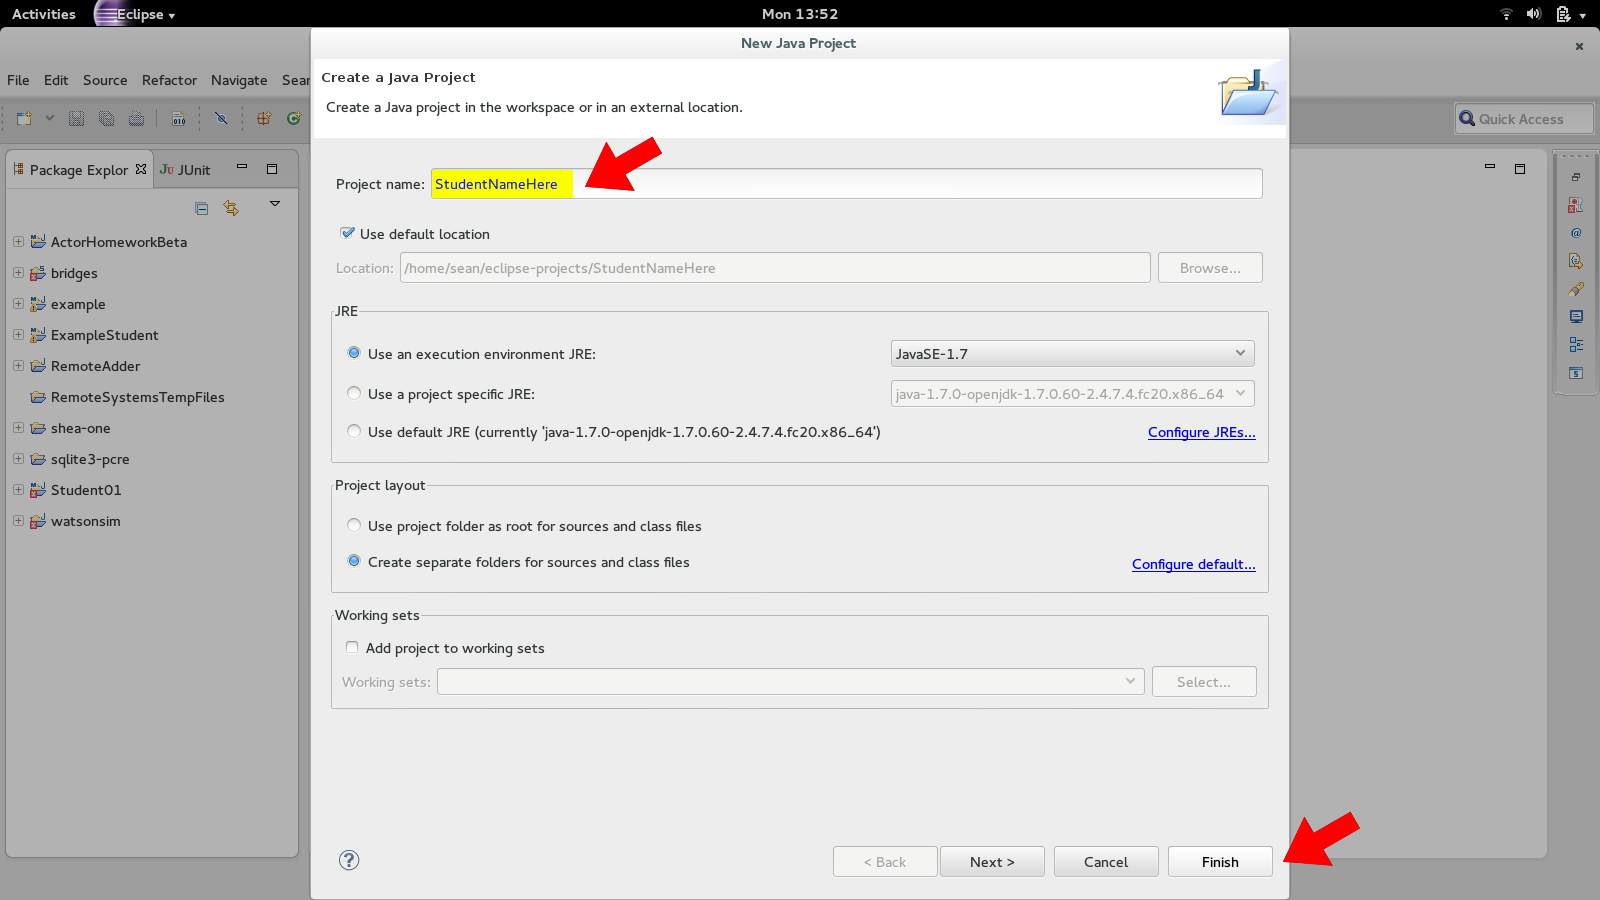 Activities Eclipse Mon 13:52
New Java Project
File Edit Source Refactor Navigate
Create a Java Project
Create a Java project in the workspace or in an external location.
Quick Access
Package Explor JUnit
Project name: StudentNameHere
Use default location
Location: /home/sean/eclipse-projects/StudentNameHere Browse...
ActorHomeworkBeta
bridges
example
ExampleStudent
RemoteAdder
RemoteSystemsTempFiles
shea-one
sqlite3-pcre
Student01
watsonsim
JRE
Use an execution environment JRE: JavaSE-1.7
Use a project specific JRE: java-1.7.0-openjdk-1.7.0.60-2.4.7.4.fc20.x86_64
Use default JRE (currently 'java-1.7.0-openjdk-1.7.0.60-2.4.7.4.fc20.x86_64') Configure JREs...
Project layout
Use project folder as root for sources and class files
Create separate folders for sources and class files Configure default...
Working sets
Add project to working sets
Working sets: Select...
< Back Next > Cancel Finish